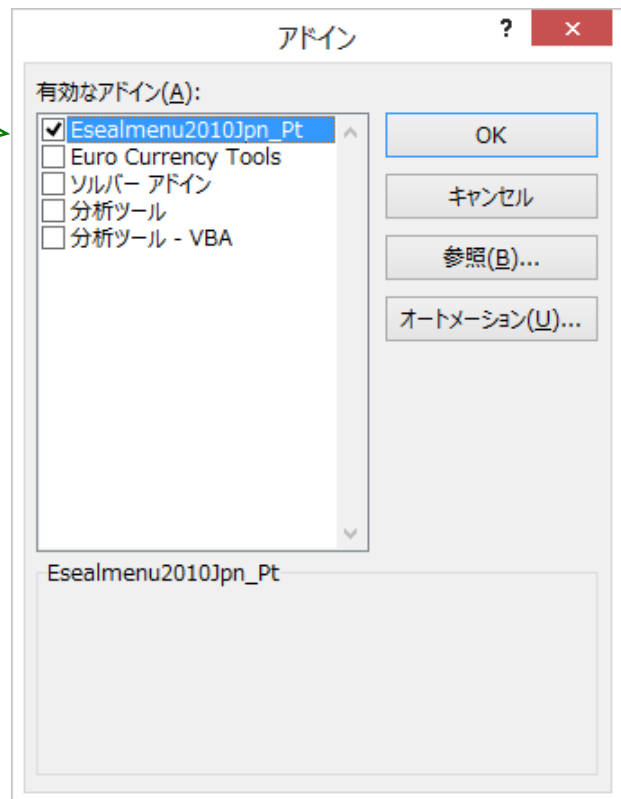 アドイン
?
×
有効なアドイン(A):
Esealmenu2010Jpn_Pt
Euro Currency Tools
ソルバー アドイン
分析ツール
分析ツール - VBA
OK
キャンセル
参照(B)...
オートメーション(U)...
Esealmenu2010Jpn_Pt